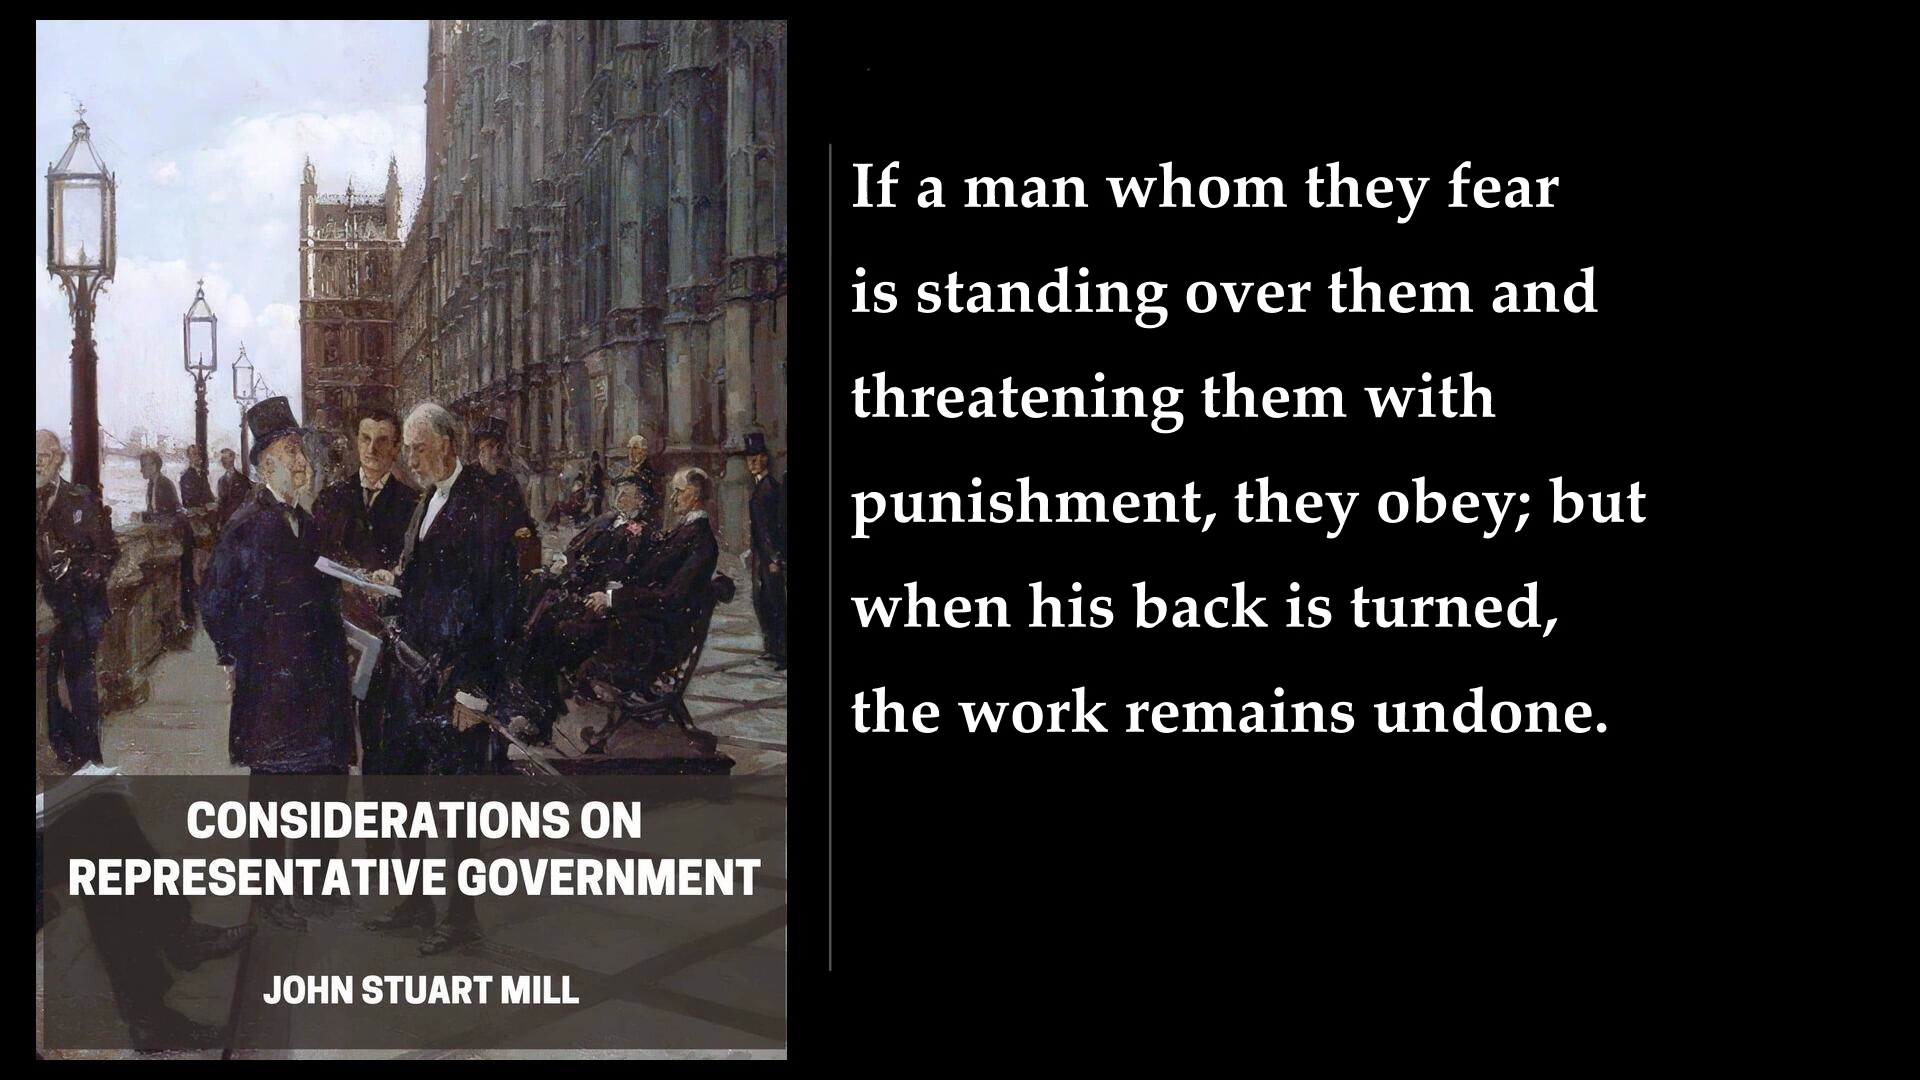 CONSIDERATIONS ON
REPRESENTATIVE GOVERNMENT
JOHN STUART MILL
If a man whom they fear
is standing over them and
threatening them with
punishment, they obey; but
when his back is turned,
the work remains undone.